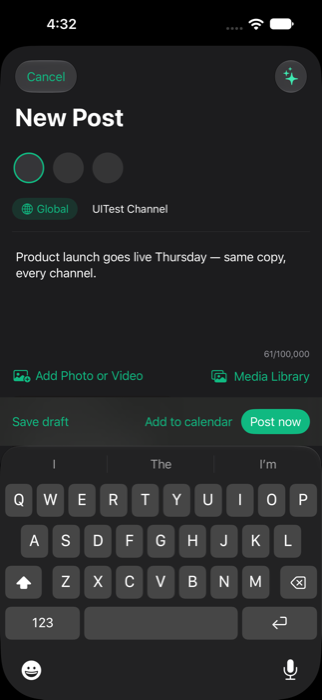 4:32
Cancel
New Post
Global
UITest Channel
Product launch goes live Thursday — same copy,
every channel.
61/100,000
Add Photo or Video
Media Library
Save draft
Add to calendar
Post now
I
The
I'm
Q W E R T Y U I O P
A S D F G H J K L
Z X C V B N M
123